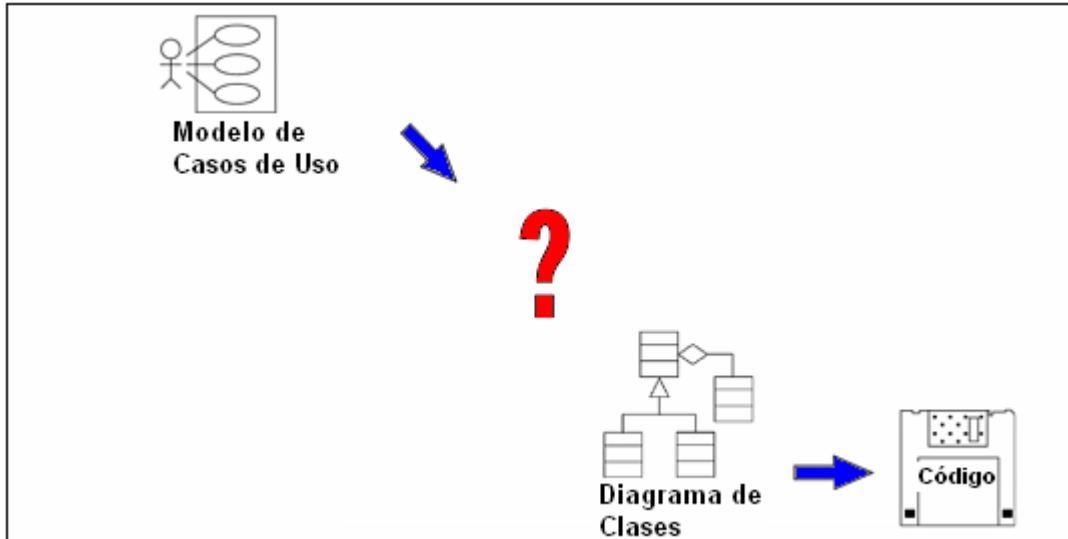 Modelo de
Casos de Uso
?
Diagrama de
Clases
Código